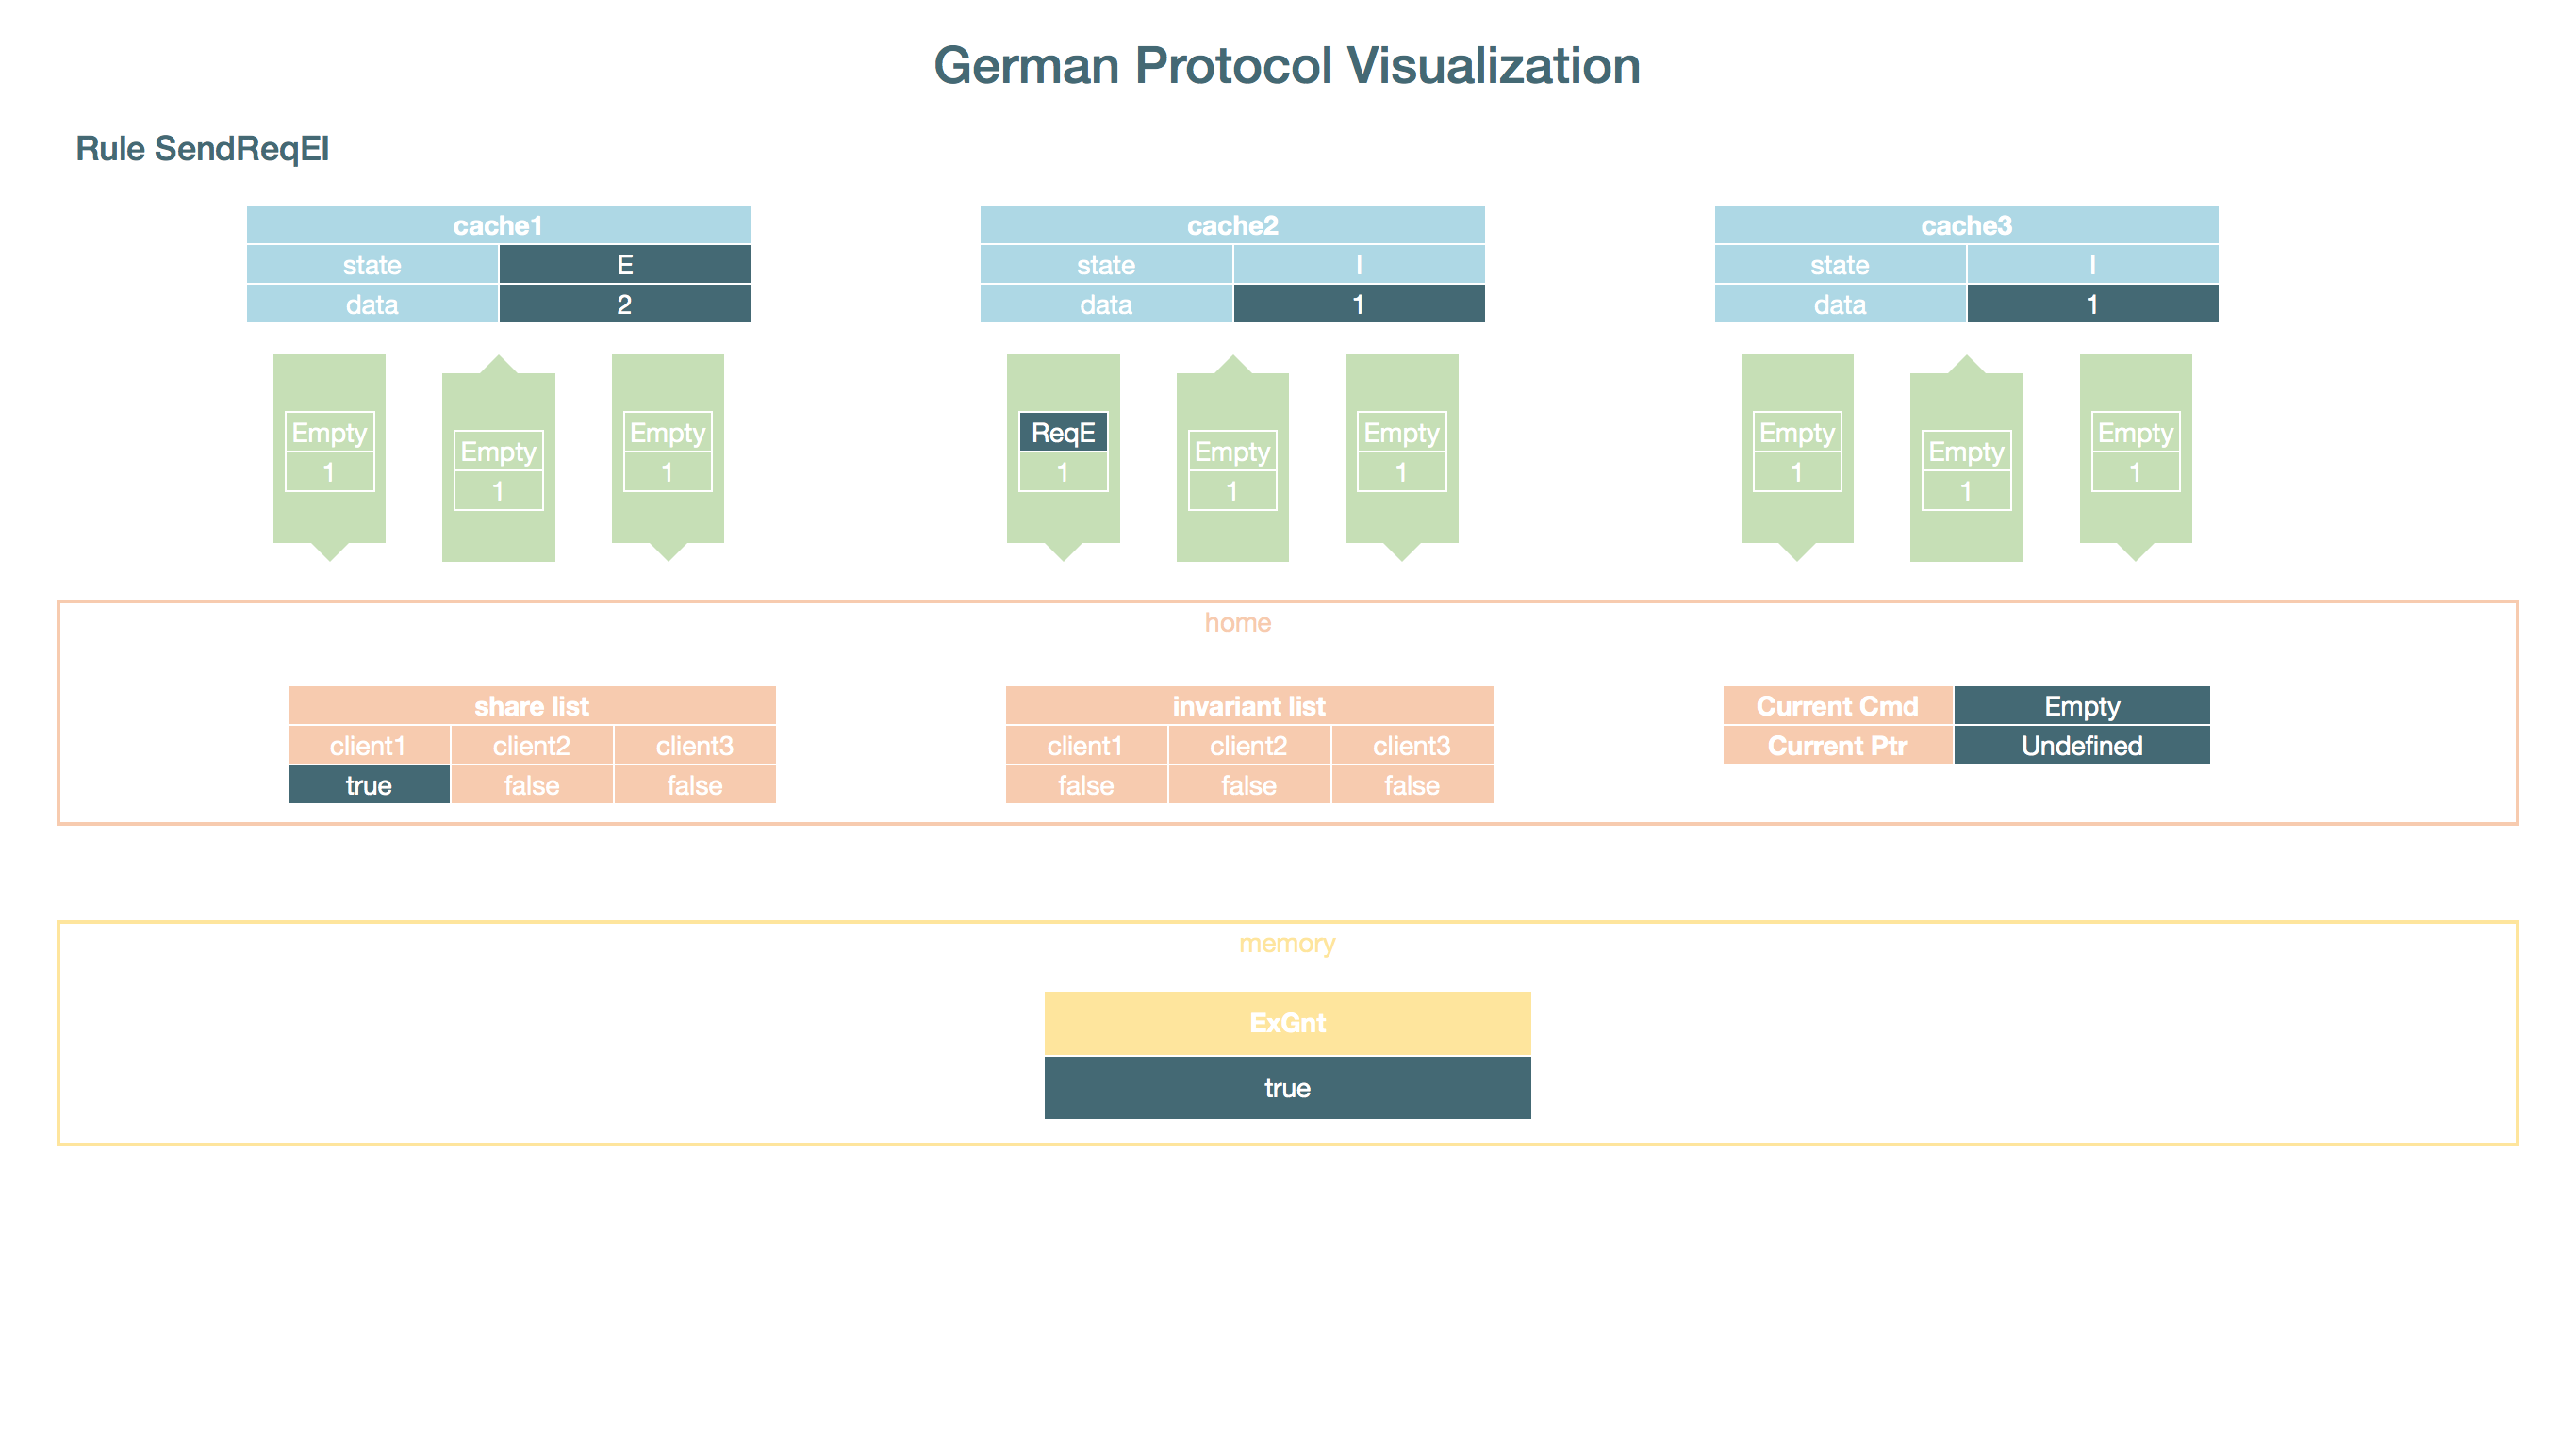 German Protocol Visualization
Rule SendReqEI
cache1 cache2 cache3
state E state I state I
data 2 data 1 data 1
Empty Empty ReqE Empty Empty Empty
Empty Empty Empty
1 1 1 1 1 1
1 1 1
home
share list invariant list Current Cmd Empty
client1 client2 client3 client1 client2 client3 Current Ptr Undefined
true false false false false false
memory
ExGnt
true